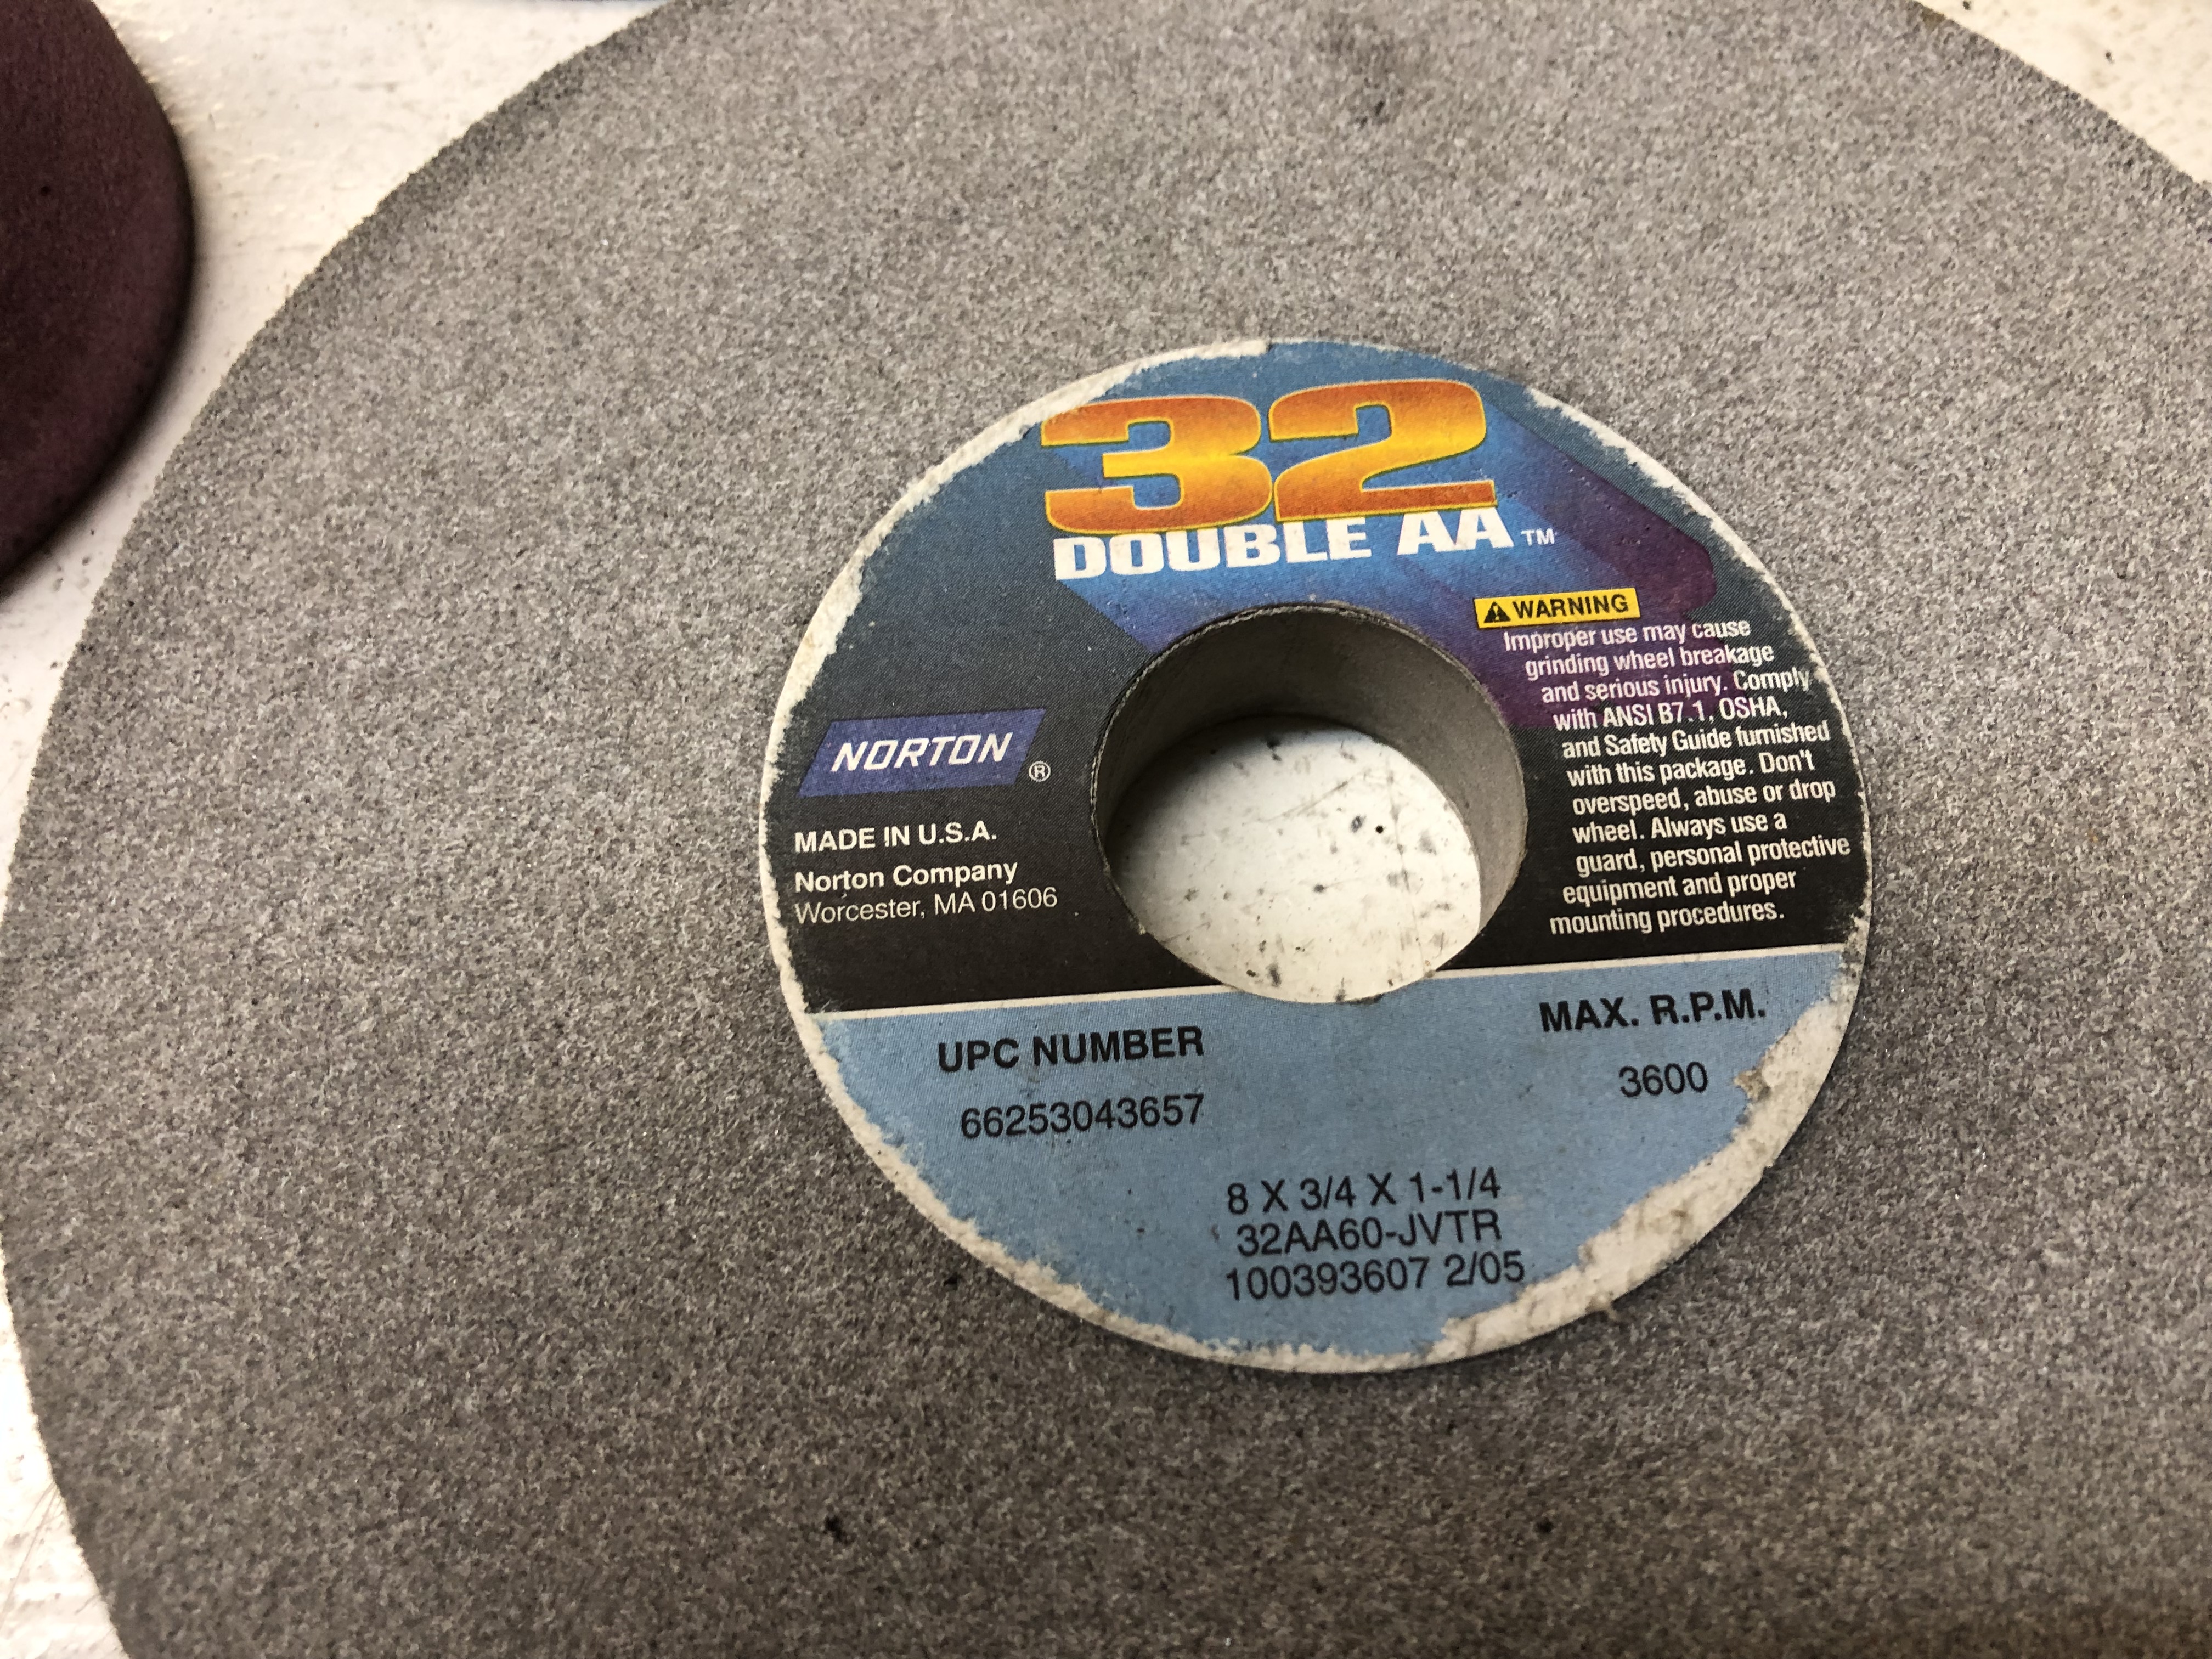 32
DOUBLE AA™
⚠ WARNING
Improper use may cause
grinding wheel breakage
and serious injury. Comply
with ANSI B7.1, OSHA,
and Safety Guide furnished
with this package. Don't
overspeed, abuse or drop
wheel. Always use a
guard, personal protective
equipment and proper
mounting procedures.
NORTON®
MADE IN U.S.A.
Norton Company
Worcester, MA 01606
UPC NUMBER
66253043657
MAX. R.P.M.
3600
8 X 3/4 X 1-1/4
32AA60-JVTR
100393607 2/05